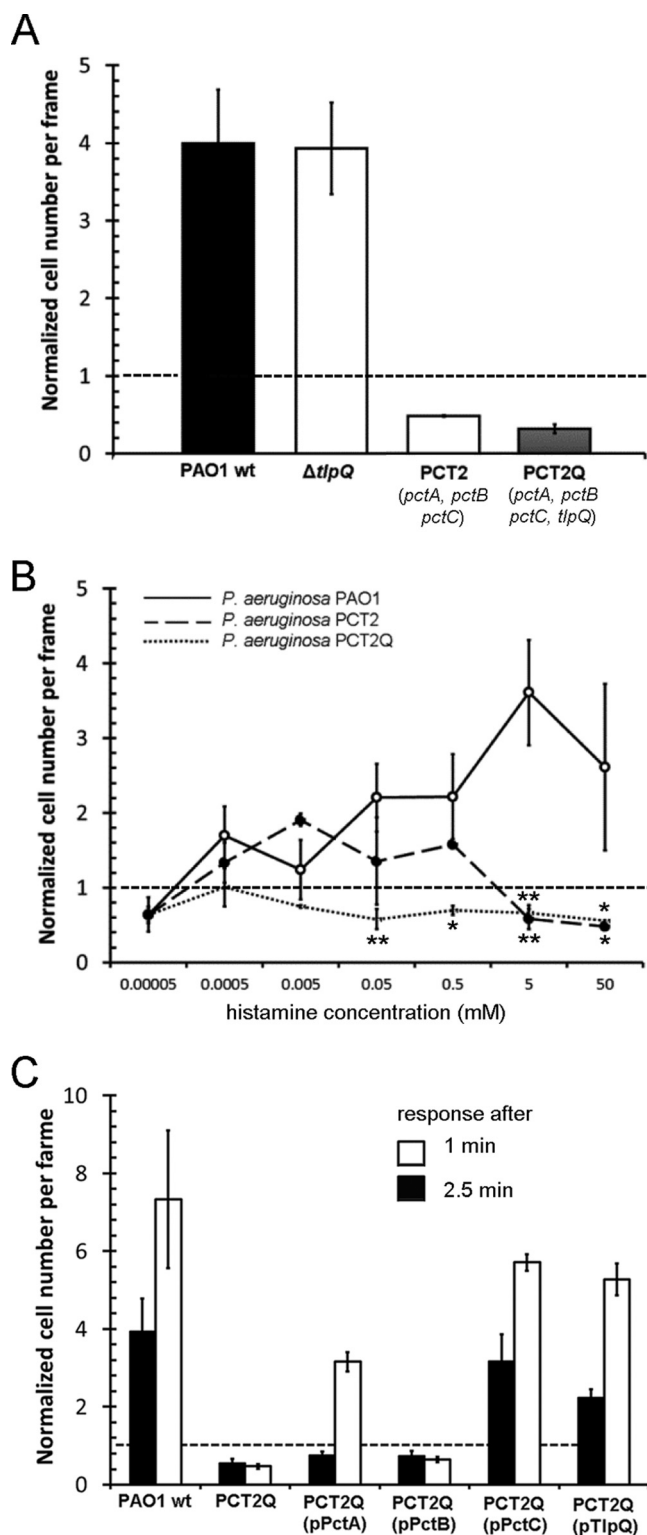 A
Normalized cell number per frame
5
4
3
2
1
0
PAO1 wt
ΔtlpQ
PCT2
(pctA, pctB
pctC)
PCT2Q
(pctA, pctB
pctC, tlpQ)
B
Normalized cell number per frame
5
4
3
2
1
0
P. aeruginosa PAO1
P. aeruginosa PCT2
P. aeruginosa PCT2Q
**
*
**
**
*
*
0.00005 0.0005 0.005 0.05 0.5 5 50
histamine concentration (mM)
C
Normalized cell number per farme
10
8
6
4
2
0
response after
1 min
2.5 min
PAO1 wt
PCT2Q
PCT2Q
(pPctA)
PCT2Q
(pPctB)
PCT2Q
(pPctC)
PCT2Q
(pTlpQ)